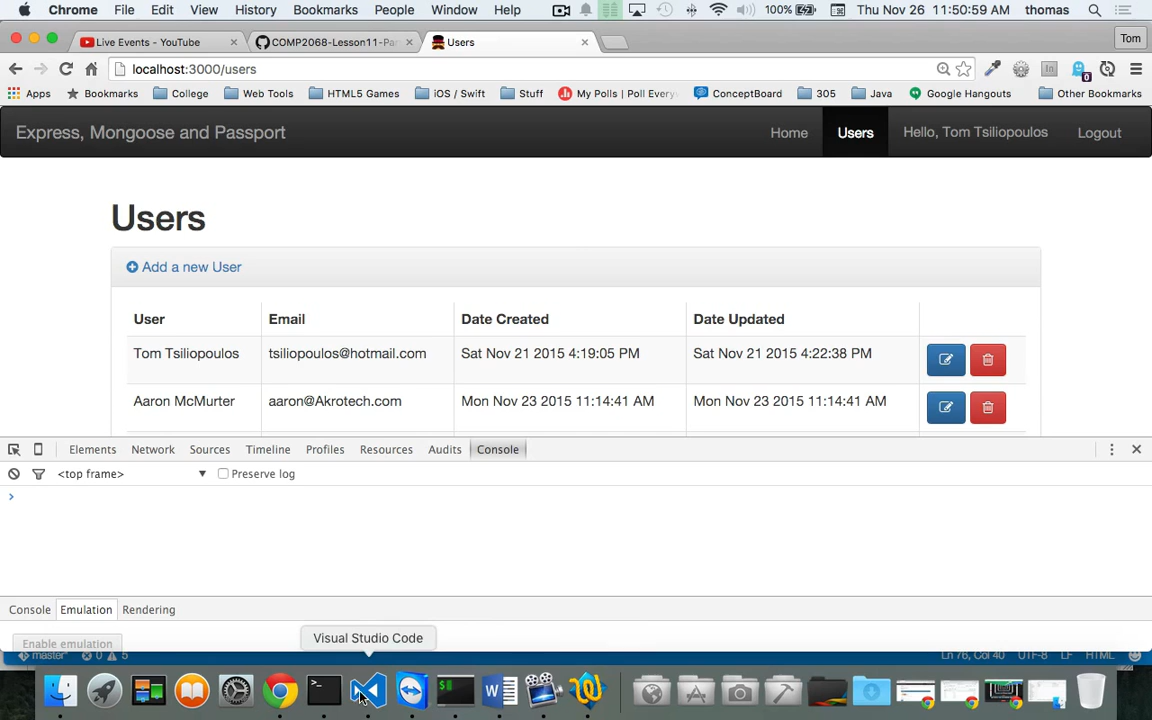 Chrome File Edit View History Bookmarks People Window Help 100% Thu Nov 26 11:50:59 AM thomas
Live Events - YouTube COMP2068-Lesson11-Par Users Tom
localhost:3000/users
Apps Bookmarks College Web Tools HTML5 Games iOS / Swift Stuff My Polls | Poll Every ConceptBoard 305 Java Google Hangouts Other Bookmarks
Express, Mongoose and Passport Home Users Hello, Tom Tsiliopoulos Logout
Users
Add a new User
User Email Date Created Date Updated
Tom Tsiliopoulos tsiliopoulos@hotmail.com Sat Nov 21 2015 4:19:05 PM Sat Nov 21 2015 4:22:38 PM
Aaron McMurter aaron@Akrotech.com Mon Nov 23 2015 11:14:41 AM Mon Nov 23 2015 11:14:41 AM
Elements Network Sources Timeline Profiles Resources Audits Console
<top frame> Preserve log
Console Emulation Rendering
Enable emulation
Visual Studio Code
master* 0 5 Ln 76, Col 40 UTF-8 LF HTML